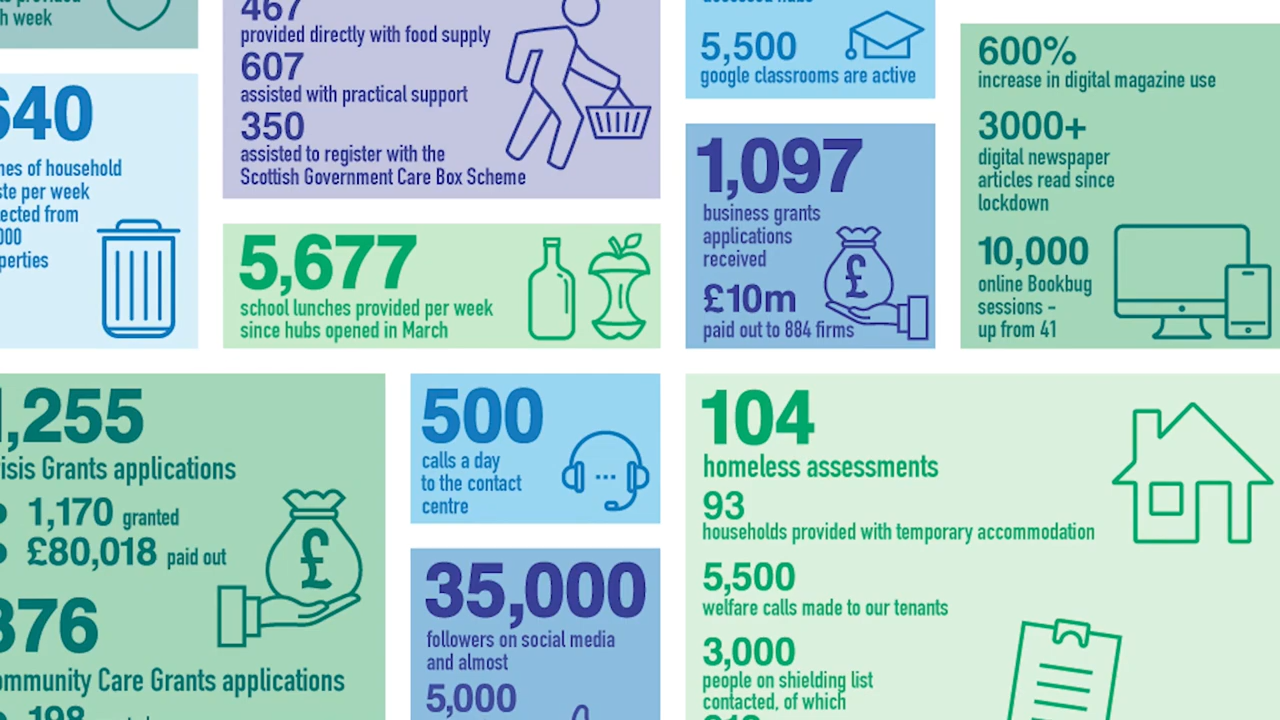 h week
467
provided directly with food supply
607
assisted with practical support
350
assisted to register with the
Scottish Government Care Box Scheme
5,500
google classrooms are active
600%
increase in digital magazine use
3000+
digital newspaper
articles read since
lockdown
10,000
online Bookbug
sessions –
up from 41
640
nes of household
ste per week
ected from
000
perties
5,677
school lunches provided per week
since hubs opened in March
1,097
business grants
applications
received
£10m
paid out to 884 firms
£
1,255
isis Grants applications
1,170 granted
£80,018 paid out
£
376
ommunity Care Grants applications
198
500
calls a day
to the contact
centre
35,000
followers on social media
and almost
5,000
104
homeless assessments
93
households provided with temporary accommodation
5,500
welfare calls made to our tenants
3,000
people on shielding list
contacted, of which